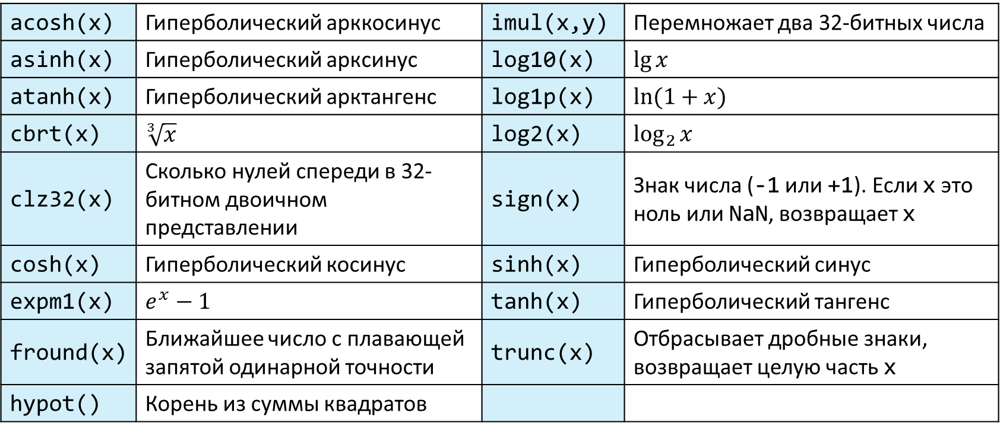 acosh(x) Гиперболический арккосинус imul(x,y) Перемножает два 32-битных числа
asinh(x) Гиперболический арксинус log10(x) lg x
atanh(x) Гиперболический арктангенс log1p(x) ln(1 + x)
cbrt(x) ∛x log2(x) log₂ x
clz32(x) Сколько нулей спереди в 32-
битном двоичном
представлении
sign(x) Знак числа (-1 или +1). Если x это
ноль или NaN, возвращает x
cosh(x) Гиперболический косинус sinh(x) Гиперболический синус
expm1(x) eˣ − 1 tanh(x) Гиперболический тангенс
fround(x) Ближайшее число с плавающей
запятой одинарной точности
trunc(x) Отбрасывает дробные знаки,
возвращает целую часть x
hypot() Корень из суммы квадратов